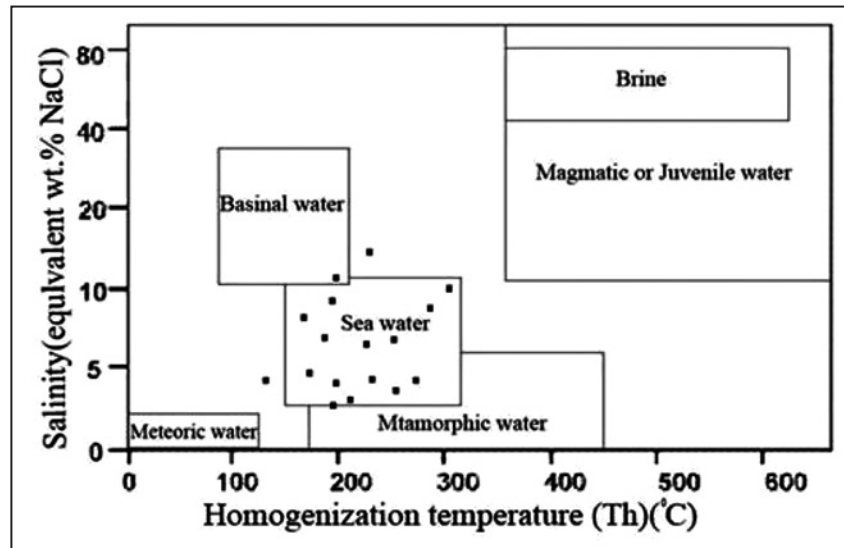 Salinity(equlvalent wt.% NaCl)
80
40
20
10
5
0
Brine
Magmatic or Juvenile water
Basinal water
Sea water
Mtamorphic water
Meteoric water
0 100 200 300 400 500 600
Homogenization temperature (Th)(°C)